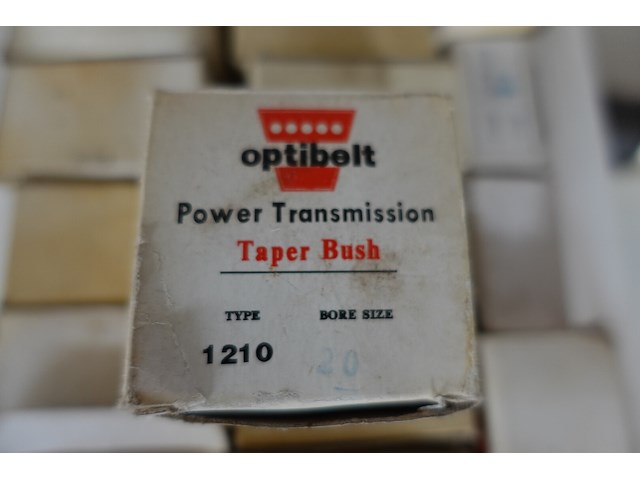 optibelt
Power Transmission
Taper Bush
TYPE BORE SIZE
1210 20